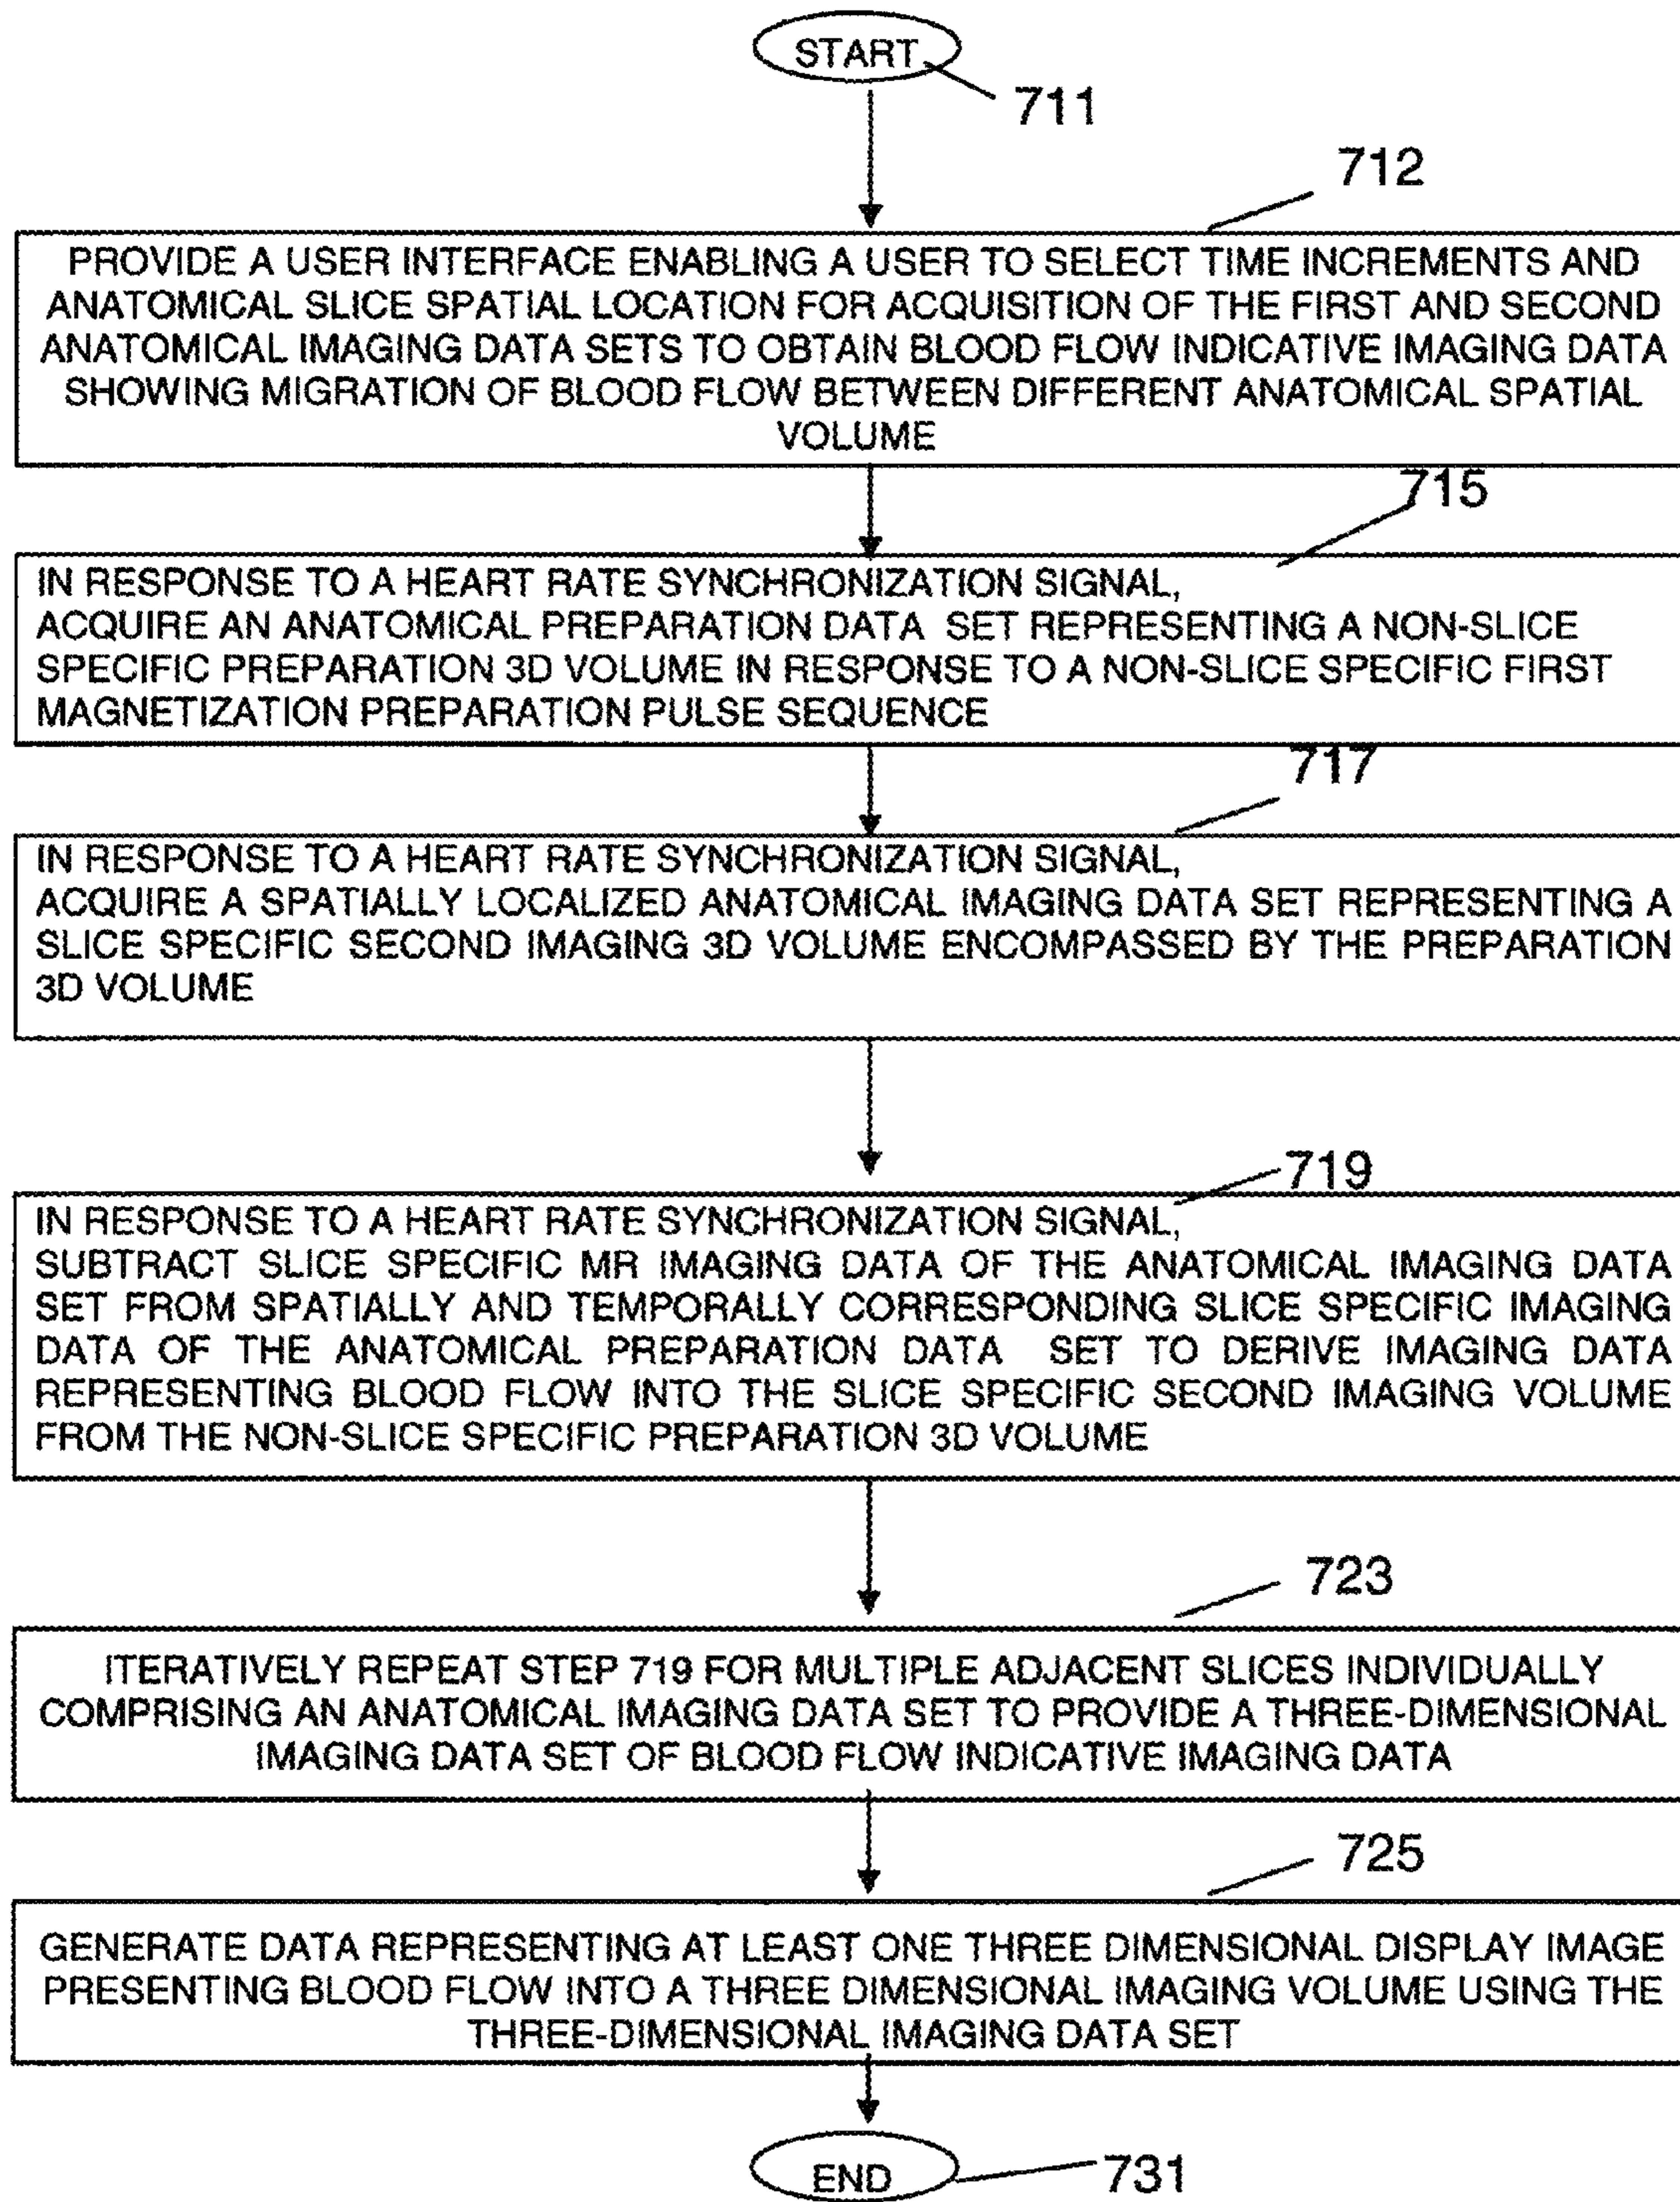 START
711
712
PROVIDE A USER INTERFACE ENABLING A USER TO SELECT TIME INCREMENTS AND
ANATOMICAL SLICE SPATIAL LOCATION FOR ACQUISITION OF THE FIRST AND SECOND
ANATOMICAL IMAGING DATA SETS TO OBTAIN BLOOD FLOW INDICATIVE IMAGING DATA
SHOWING MIGRATION OF BLOOD FLOW BETWEEN DIFFERENT ANATOMICAL SPATIAL
VOLUME
715
IN RESPONSE TO A HEART RATE SYNCHRONIZATION SIGNAL,
ACQUIRE AN ANATOMICAL PREPARATION DATA SET REPRESENTING A NON-SLICE
SPECIFIC PREPARATION 3D VOLUME IN RESPONSE TO A NON-SLICE SPECIFIC FIRST
MAGNETIZATION PREPARATION PULSE SEQUENCE
717
IN RESPONSE TO A HEART RATE SYNCHRONIZATION SIGNAL,
ACQUIRE A SPATIALLY LOCALIZED ANATOMICAL IMAGING DATA SET REPRESENTING A
SLICE SPECIFIC SECOND IMAGING 3D VOLUME ENCOMPASSED BY THE PREPARATION
3D VOLUME
719
IN RESPONSE TO A HEART RATE SYNCHRONIZATION SIGNAL,
SUBTRACT SLICE SPECIFIC MR IMAGING DATA OF THE ANATOMICAL IMAGING DATA
SET FROM SPATIALLY AND TEMPORALLY CORRESPONDING SLICE SPECIFIC IMAGING
DATA OF THE ANATOMICAL PREPARATION DATA SET TO DERIVE IMAGING DATA
REPRESENTING BLOOD FLOW INTO THE SLICE SPECIFIC SECOND IMAGING VOLUME
FROM THE NON-SLICE SPECIFIC PREPARATION 3D VOLUME
723
ITERATIVELY REPEAT STEP 719 FOR MULTIPLE ADJACENT SLICES INDIVIDUALLY
COMPRISING AN ANATOMICAL IMAGING DATA SET TO PROVIDE A THREE-DIMENSIONAL
IMAGING DATA SET OF BLOOD FLOW INDICATIVE IMAGING DATA
725
GENERATE DATA REPRESENTING AT LEAST ONE THREE DIMENSIONAL DISPLAY IMAGE
PRESENTING BLOOD FLOW INTO A THREE DIMENSIONAL IMAGING VOLUME USING THE
THREE-DIMENSIONAL IMAGING DATA SET
END
731